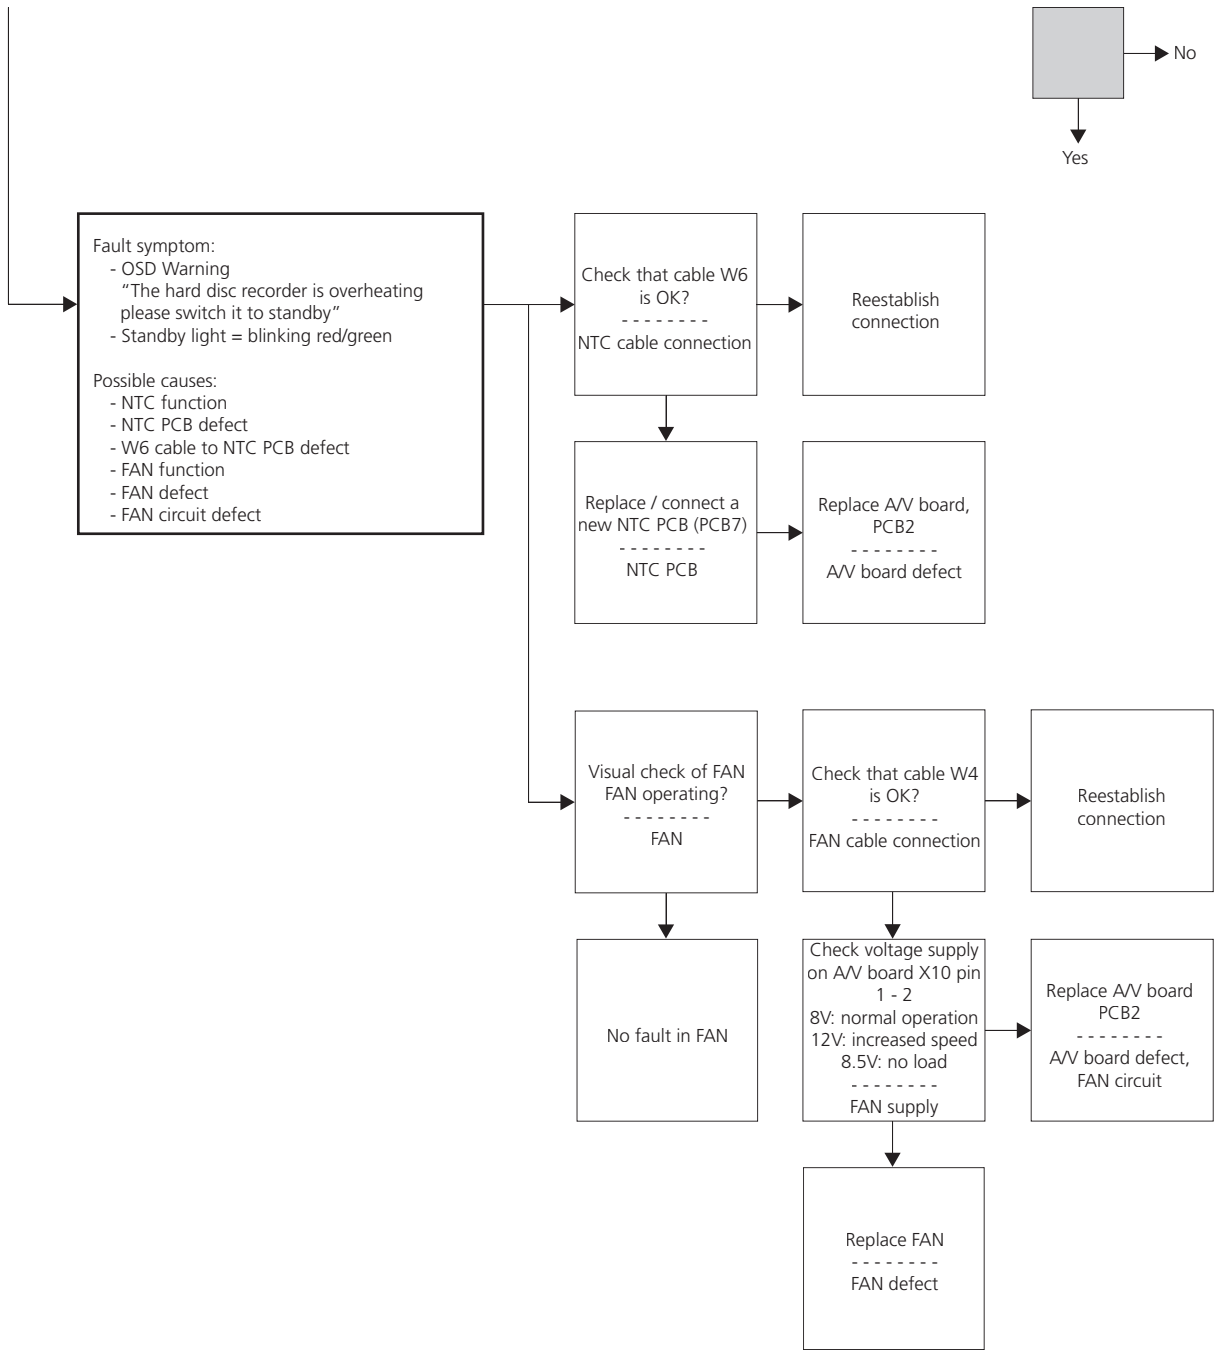 No
Yes
Fault symptom:
- OSD Warning
“The hard disc recorder is overheating
please switch it to standby”
- Standby light = blinking red/green
Possible causes:
- NTC function
- NTC PCB defect
- W6 cable to NTC PCB defect
- FAN function
- FAN defect
- FAN circuit defect
Check that cable W6
is OK?
- - - - - - - -
NTC cable connection
Reestablish
connection
Replace / connect a
new NTC PCB (PCB7)
- - - - - - - -
NTC PCB
Replace A/V board,
PCB2
- - - - - - - -
A/V board defect
Visual check of FAN
FAN operating?
- - - - - - - -
FAN
Check that cable W4
is OK?
- - - - - - - -
FAN cable connection
Reestablish
connection
No fault in FAN
Check voltage supply
on A/V board X10 pin
1 - 2
8V: normal operation
12V: increased speed
8.5V: no load
- - - - - - - -
FAN supply
Replace A/V board
PCB2
- - - - - - - -
A/V board defect,
FAN circuit
Replace FAN
- - - - - - - -
FAN defect